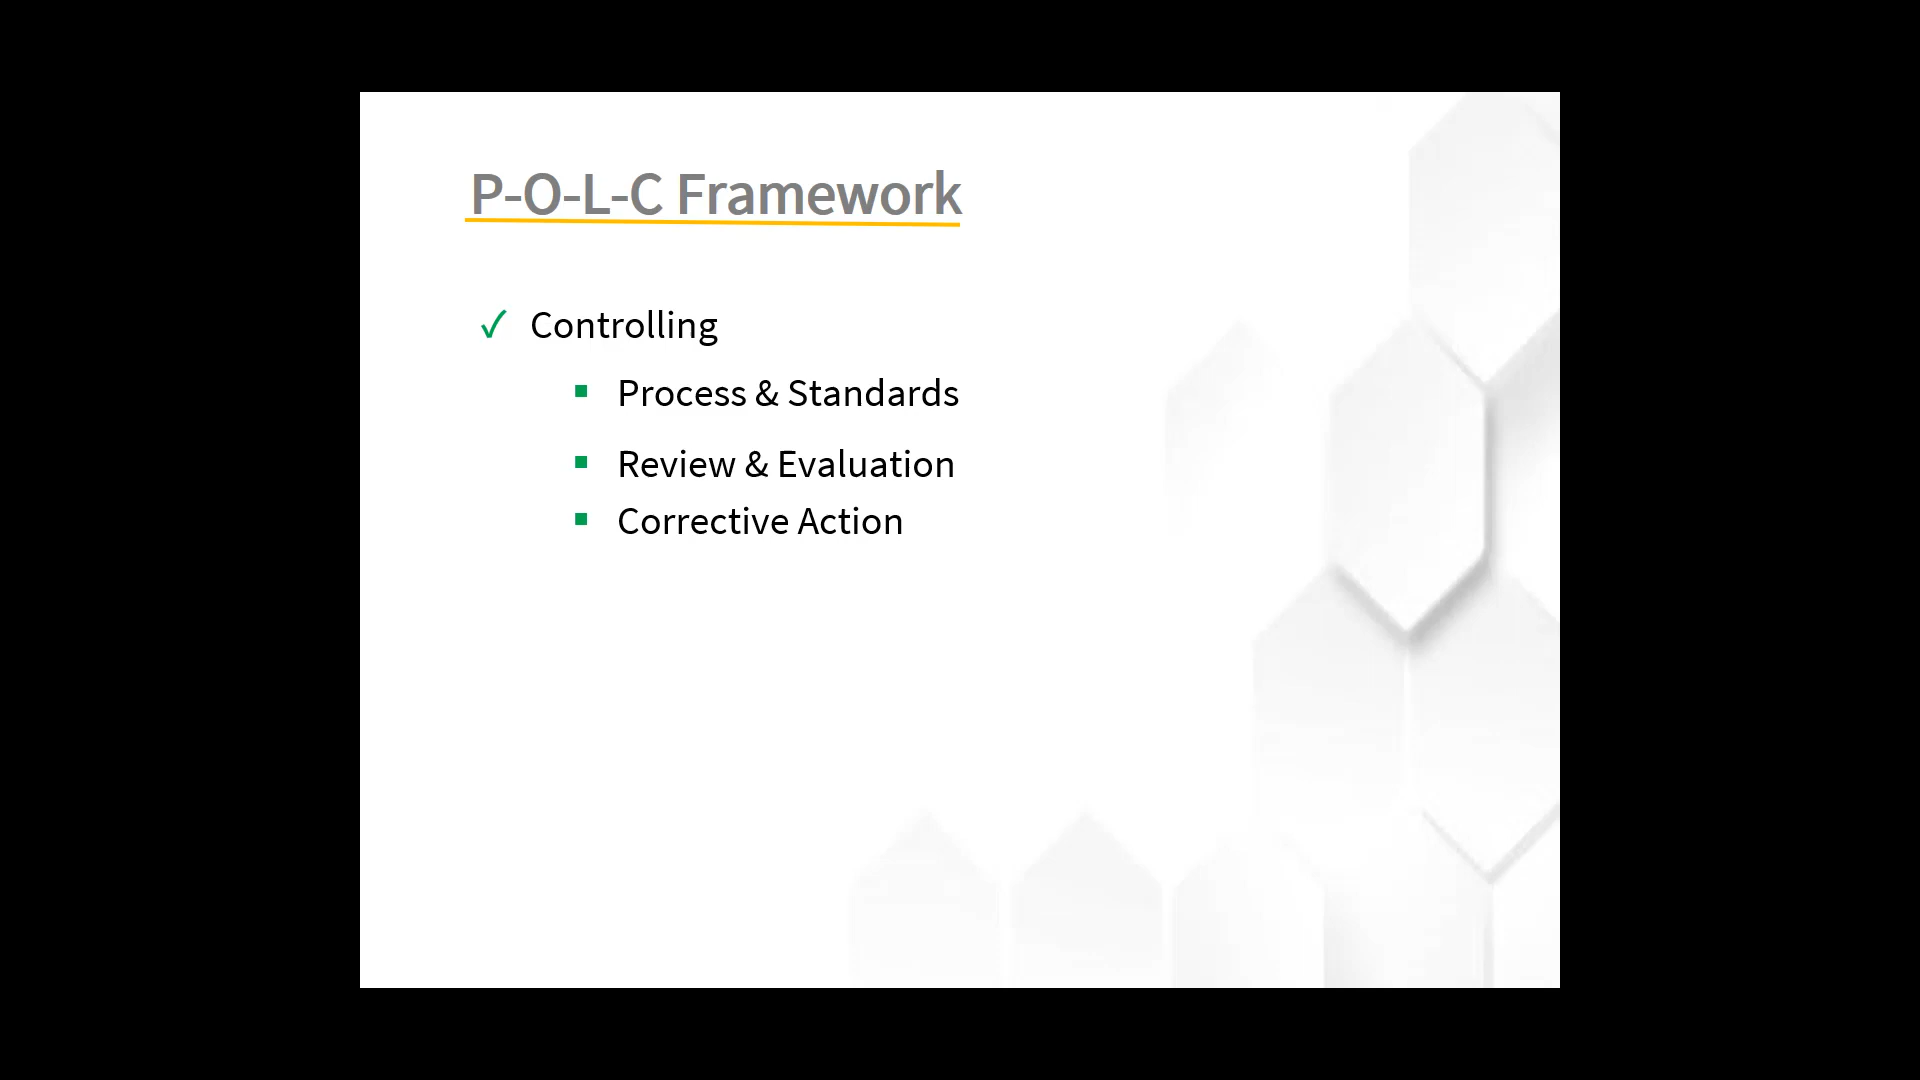 P-O-L-C Framework
✓ Controlling
▪ Process & Standards
▪ Review & Evaluation
▪ Corrective Action